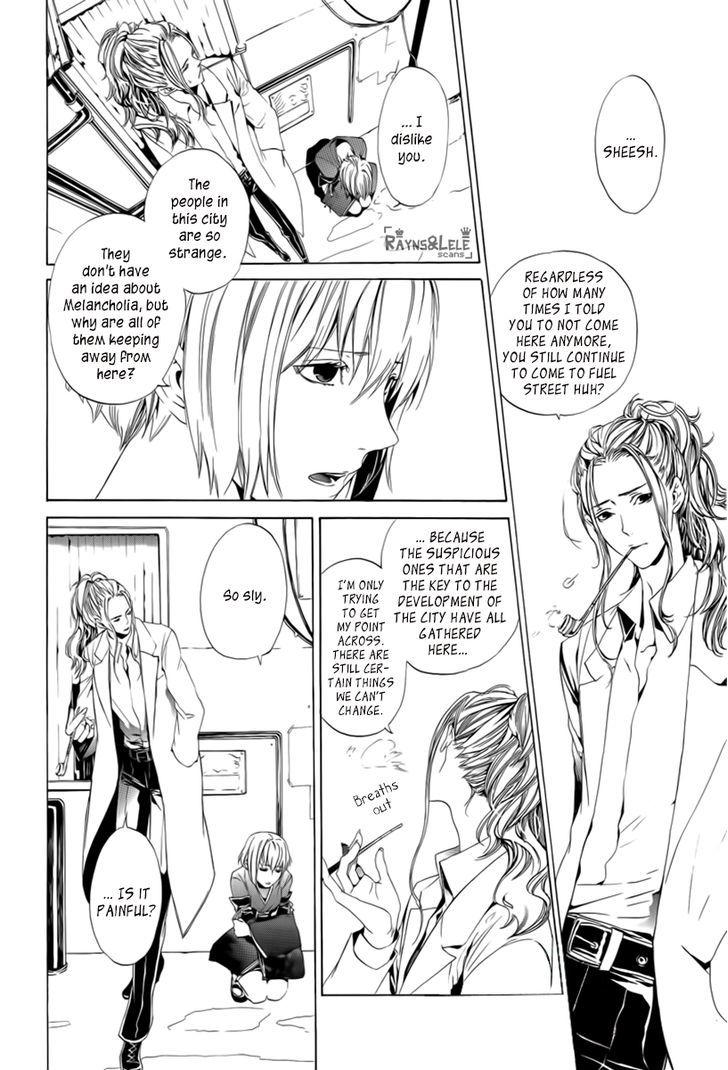 ...
SHEESH.
REGARDLESS
OF HOW MANY
TIMES I TOLD
YOU TO NOT COME
HERE ANYMORE,
YOU STILL CONTINUE
TO COME TO FUEL
STREET HUH?
... I
dislike
you.
RAYNS&LELE
scans
The
people in
this city
are so
strange.
They
don't have
an idea about
Melancholia, but
why are all of
them keeping
away from
here?
... BECAUSE
THE SUSPICIOUS
ONES THAT ARE
THE KEY TO THE
DEVELOPMENT OF
THE CITY HAVE ALL
GATHERED
HERE...
I'M ONLY
TRYING
TO GET
MY POINT
ACROSS.
THERE ARE
STILL CER-
TAIN THINGS
WE CAN'T
CHANGE.
Breaths
out
So sly.
... IS IT
PAINFUL?